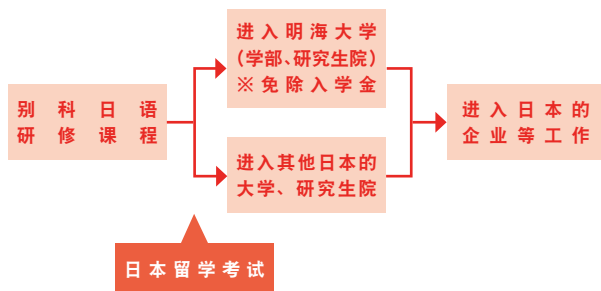 别科日语
研修课程
进入明海大学
（学部、研究生院）
※免除入学金
进入其他日本的
大学、研究生院
进入日本的
企业等工作
日本留学考试